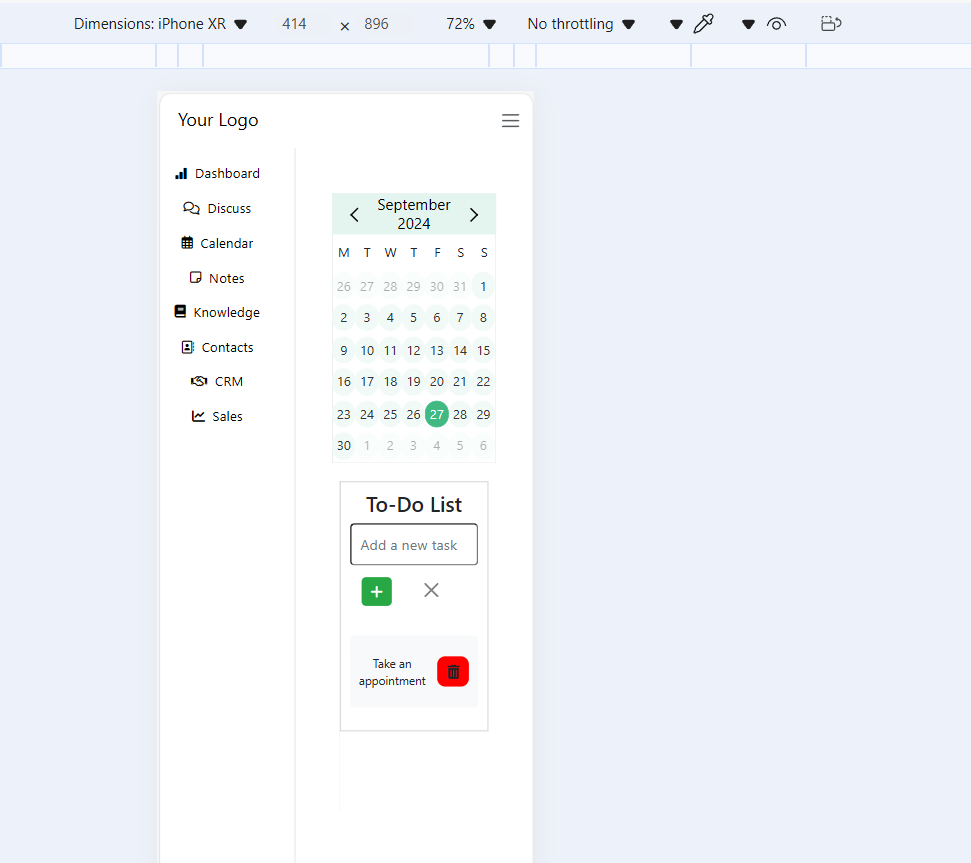 Dimensions: iPhone XR 414 × 896 72% No throttling
Your Logo
Dashboard
Discuss
Calendar
Notes
Knowledge
Contacts
CRM
Sales
September
2024
M T W T F S S
26 27 28 29 30 31 1
2 3 4 5 6 7 8
9 10 11 12 13 14 15
16 17 18 19 20 21 22
23 24 25 26 27 28 29
30 1 2 3 4 5 6
To-Do List
Add a new task
Take an
appointment